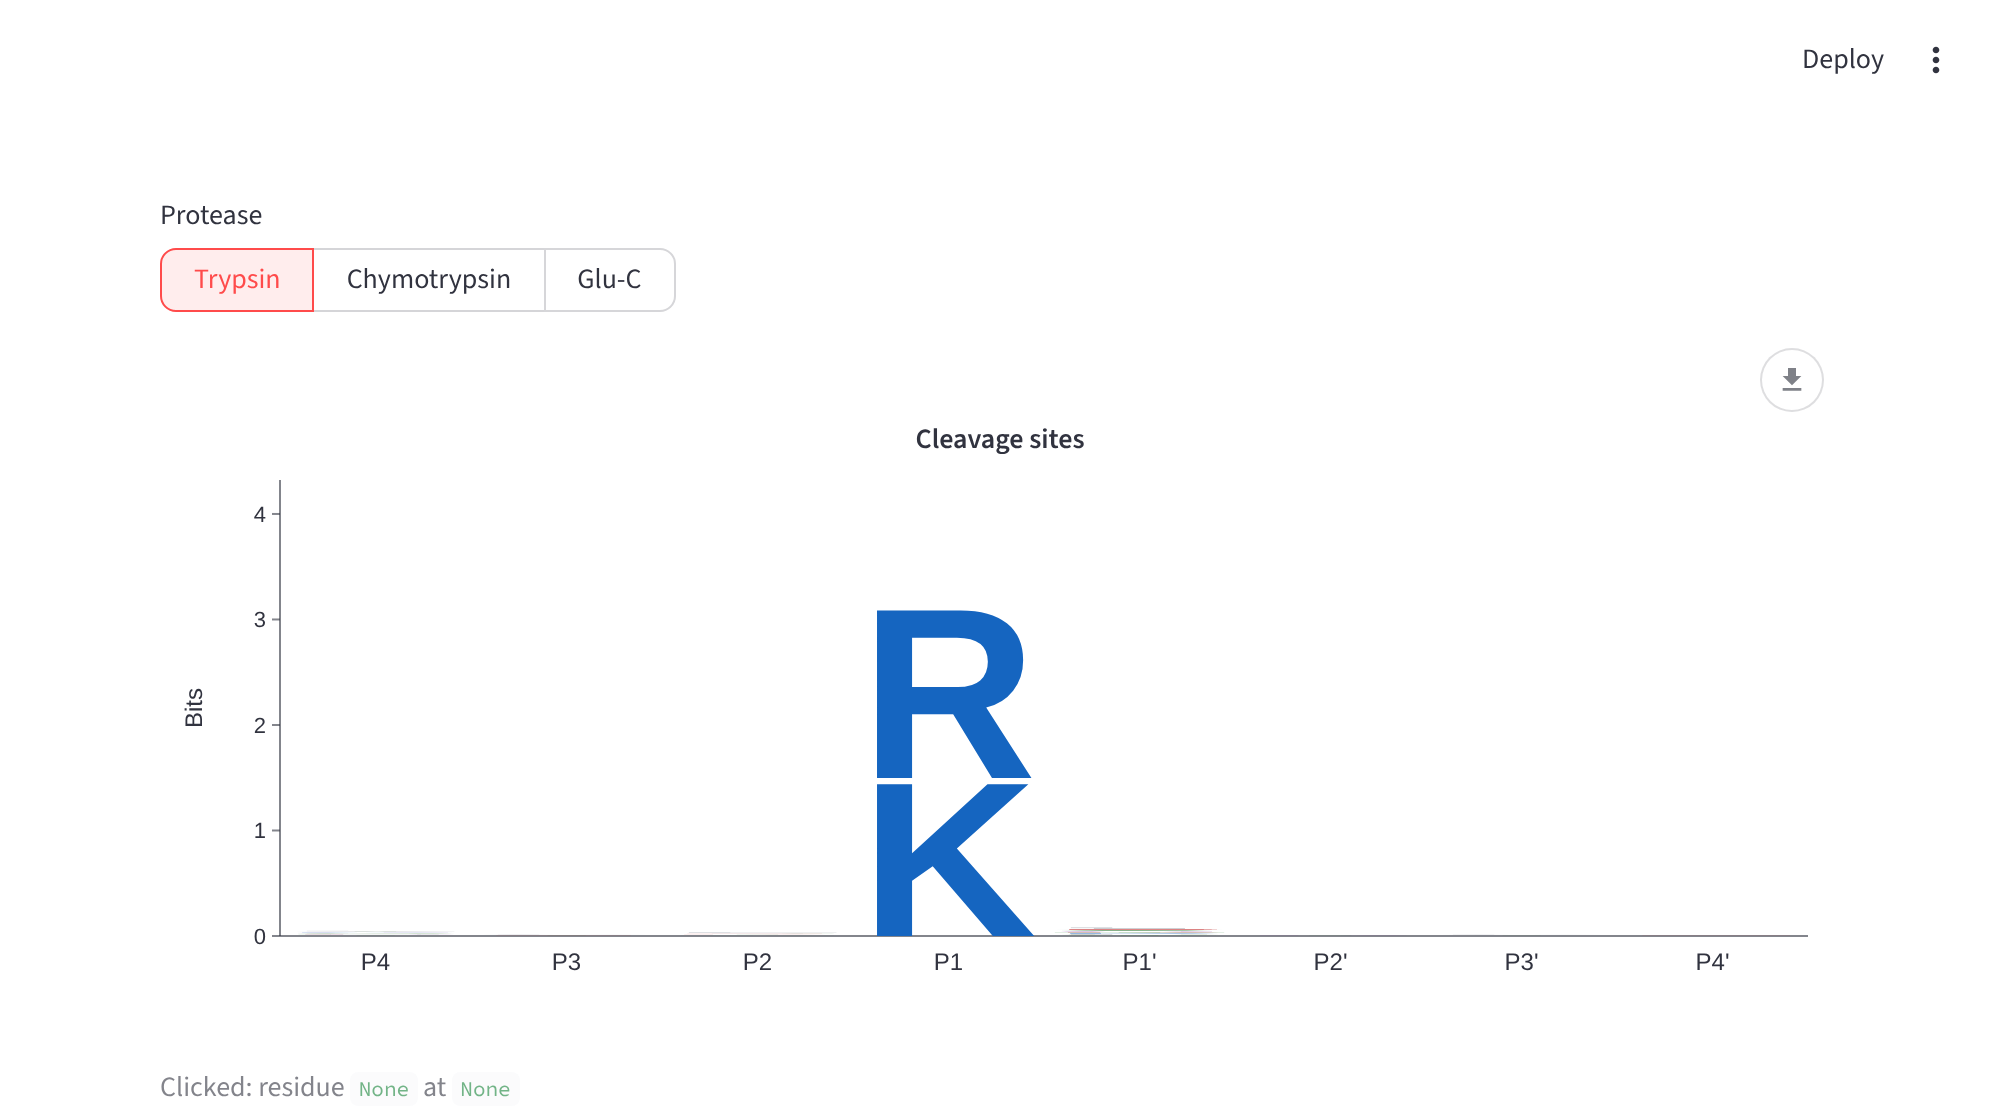 Deploy
Protease
Trypsin Chymotrypsin Glu-C
Cleavage sites
4
3
2
1
0
Bits
R
K
P4 P3 P2 P1 P1' P2' P3' P4'
Clicked: residue None at None